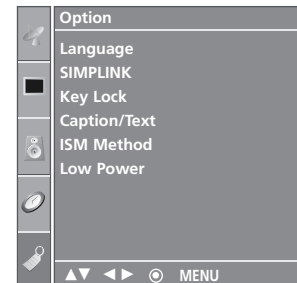 Option
Language
SIMPLINK
Key Lock
Caption/Text
ISM Method
Low Power
▲▼ ◀ ▶ ◉ MENU